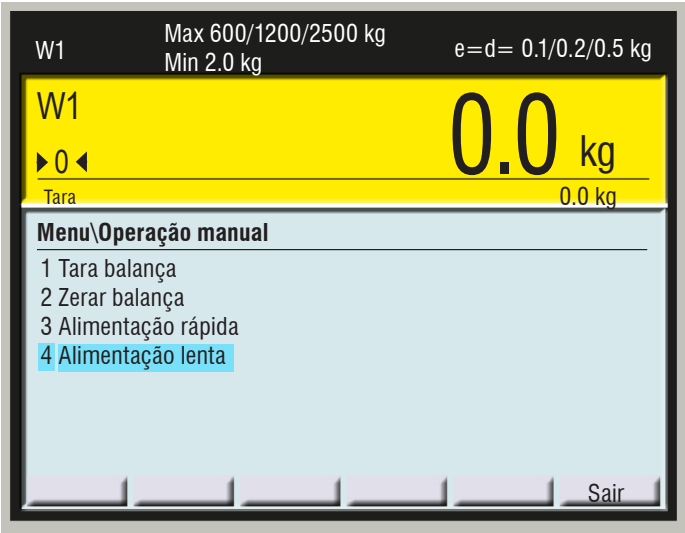 W1 Max 600/1200/2500 kg e=d= 0.1/0.2/0.5 kg
Min 2.0 kg
W1 0.0 kg
▶0◀
Tara 0.0 kg
Menu\Operação manual
1 Tara balança
2 Zerar balança
3 Alimentação rápida
4 Alimentação lenta
Sair